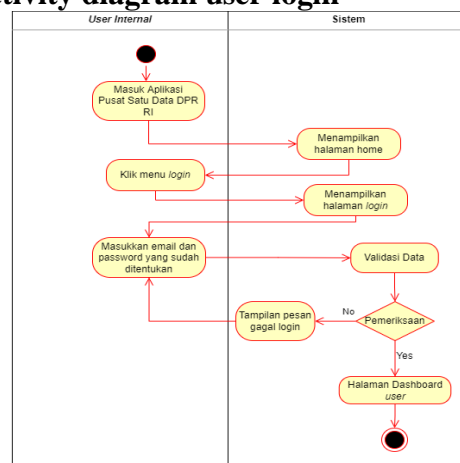 activity diagram user login
User Internal
Sistem
Masuk Aplikasi
Pusat Satu Data DPR
RI
Menampilkan
halaman home
Klik menu login
Menampilkan
halaman login
Masukkan email dan
password yang sudah
ditentukan
Validasi Data
Tampilan pesan
gagal login
No
Pemeriksaan
Yes
Halaman Dashboard
user